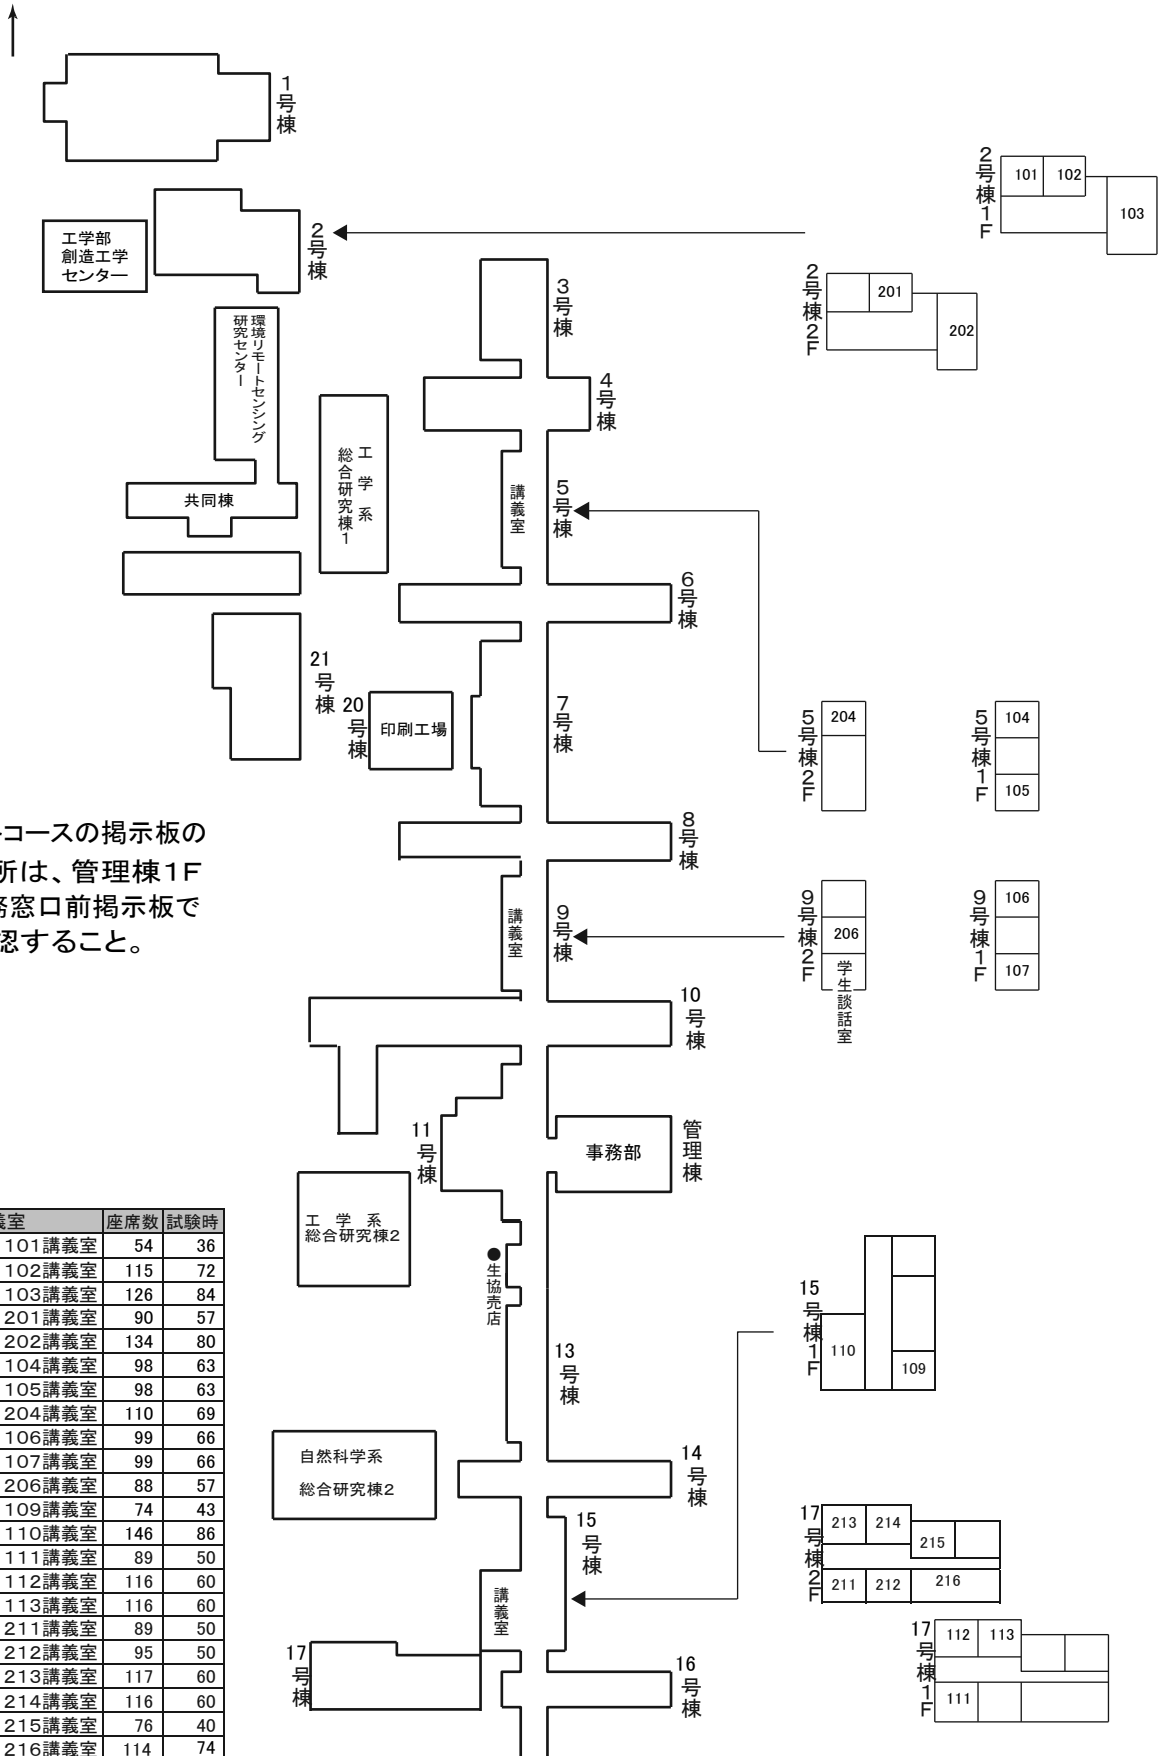 1号棟
2号棟1F
101
102
103
工学部
創造工学
センター
2号棟
2号棟2F
201
202
3号棟
環境リモートセンシング
研究センター
4号棟
工学系
総合研究棟1
共同棟
講義室
5号棟
6号棟
21号棟
20号棟
印刷工場
7号棟
5号棟2F
204
5号棟1F
104
105
コースの掲示板の
所は、管理棟1F
務窓口前掲示板で
認すること。
8号棟
講義室
9号棟
9号棟2F
206
学生談話室
9号棟1F
106
107
10号棟
11号棟
事務部
管理棟
工学系
総合研究棟2
生協売店
13号棟
15号棟1F
110
109
義室 座席数 試験時
101講義室 54 36
102講義室 115 72
103講義室 126 84
201講義室 90 57
202講義室 134 80
104講義室 98 63
105講義室 98 63
204講義室 110 69
106講義室 99 66
107講義室 99 66
206講義室 88 57
109講義室 74 43
110講義室 146 86
111講義室 89 50
112講義室 116 60
113講義室 116 60
211講義室 89 50
212講義室 95 50
213講義室 117 60
214講義室 116 60
215講義室 76 40
216講義室 114 74
自然科学系
総合研究棟2
14号棟
15号棟
講義室
17号棟
16号棟
17号棟2F
213
214
215
211
212
216
17号棟1F
112
113
111